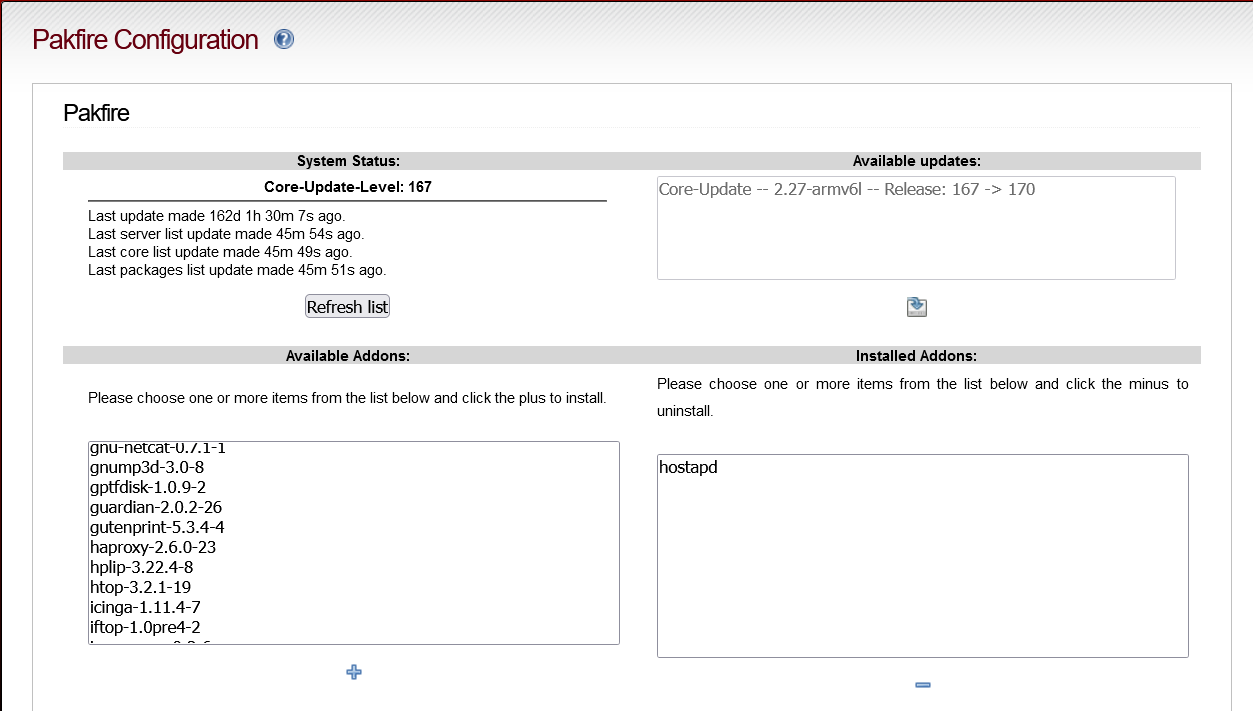 Pakfire Configuration
Pakfire
System Status:
Core-Update-Level: 167
Last update made 162d 1h 30m 7s ago.
Last server list update made 45m 54s ago.
Last core list update made 45m 49s ago.
Last packages list update made 45m 51s ago.
Refresh list
Available updates:
Core-Update -- 2.27-armv6l -- Release: 167 -> 170
Available Addons:
Please choose one or more items from the list below and click the plus to install.
gnu-netcat-0.7.1-1
gnump3d-3.0-8
gptfdisk-1.0.9-2
guardian-2.0.2-26
gutenprint-5.3.4-4
haproxy-2.6.0-23
hplip-3.22.4-8
htop-3.2.1-19
icinga-1.11.4-7
iftop-1.0pre4-2
Installed Addons:
Please choose one or more items from the list below and click the minus to
uninstall.
hostapd